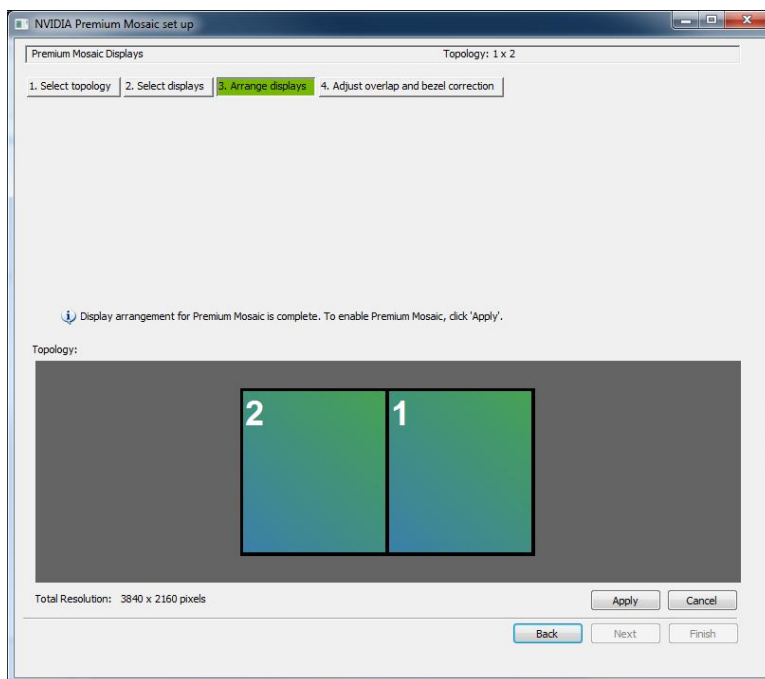 NVIDIA Premium Mosaic set up
Premium Mosaic Displays Topology: 1 x 2
1. Select topology 2. Select displays 3. Arrange displays 4. Adjust overlap and bezel correction
Display arrangement for Premium Mosaic is complete. To enable Premium Mosaic, click 'Apply'.
Topology:
2 1
Total Resolution: 3840 x 2160 pixels Apply Cancel
Back Next Finish